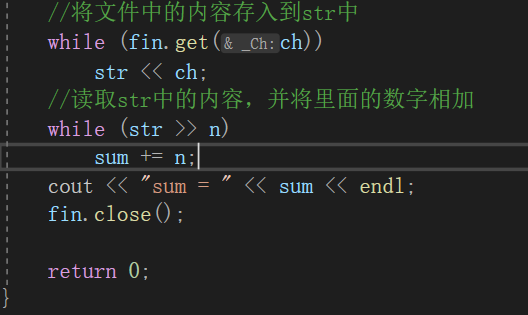 //将文件中的内容存入到str中
while (fin.get(& _Ch:ch))
str << ch;
//读取str中的内容，并将里面的数字相加
while (str >> n)
sum += n;
cout << "sum = " << sum << endl;
fin.close();
return 0;
}